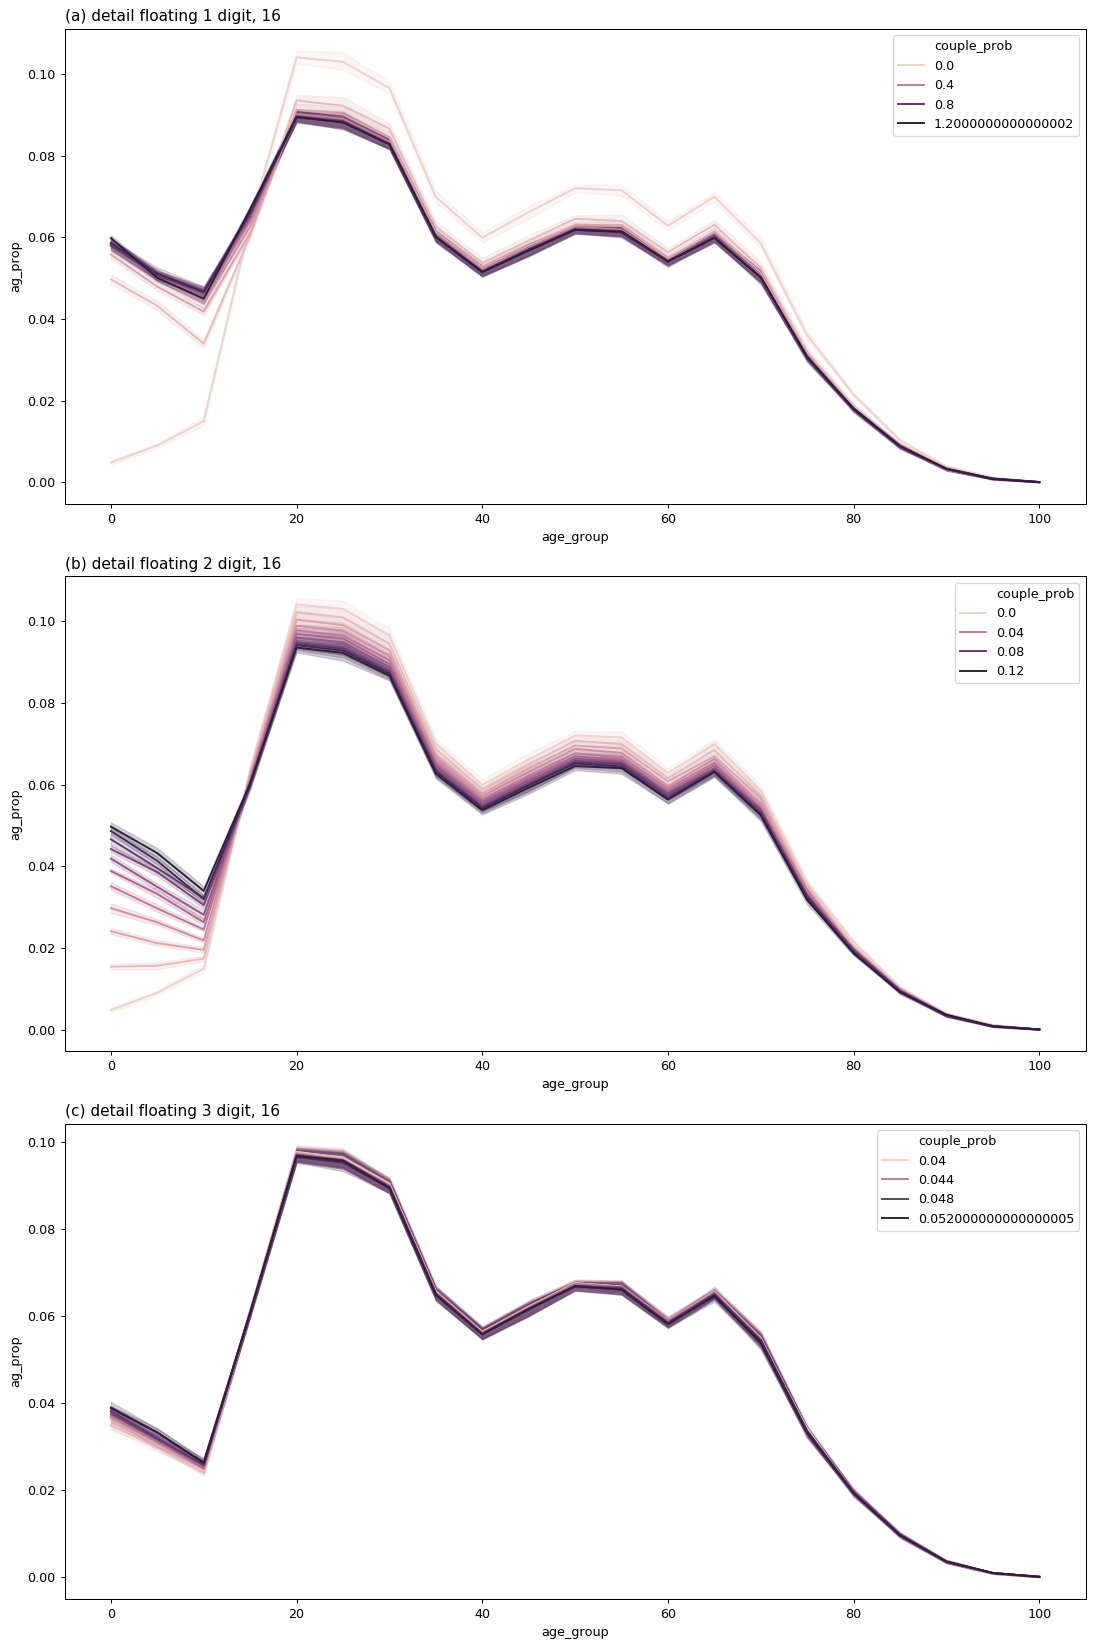 (a) detail floating 1 digit, 16
couple_prob
0.0
0.4
0.8
1.2000000000000002
0.10
0.08
0.06
0.04
0.02
0.00
ag_prop
0 20 40 60 80 100
age_group
(b) detail floating 2 digit, 16
couple_prob
0.0
0.04
0.08
0.12
0.10
0.08
0.06
0.04
0.02
0.00
ag_prop
0 20 40 60 80 100
age_group
(c) detail floating 3 digit, 16
couple_prob
0.04
0.044
0.048
0.052000000000000005
0.10
0.08
0.06
0.04
0.02
0.00
ag_prop
0 20 40 60 80 100
age_group